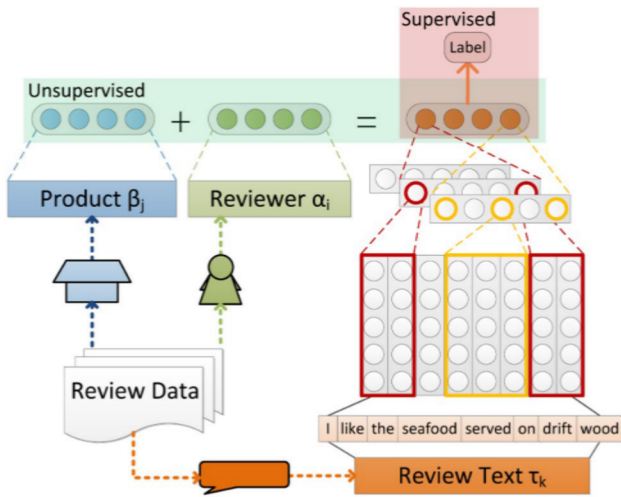 Supervised
Label
Unsupervised
+
=
Product βj
Reviewer αi
Review Data
I like the seafood served on drift wood
Review Text τk